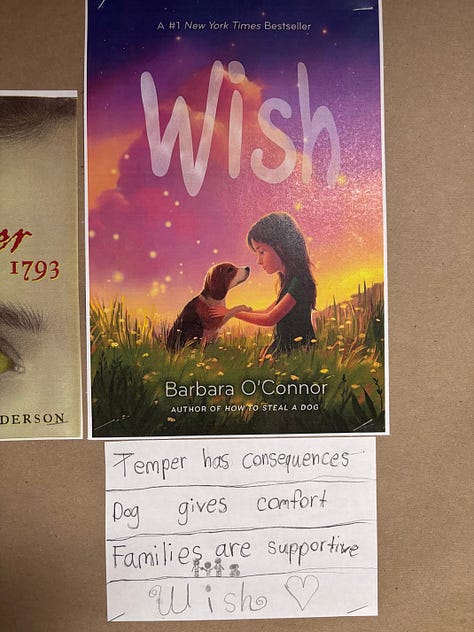 A #1 New York Times Bestseller
Wish
er
1793
DERSON
Barbara O'Connor
AUTHOR OF HOW TO STEAL A DOG
Temper has consequences
Dog gives comfort
Families are supportive
Wish